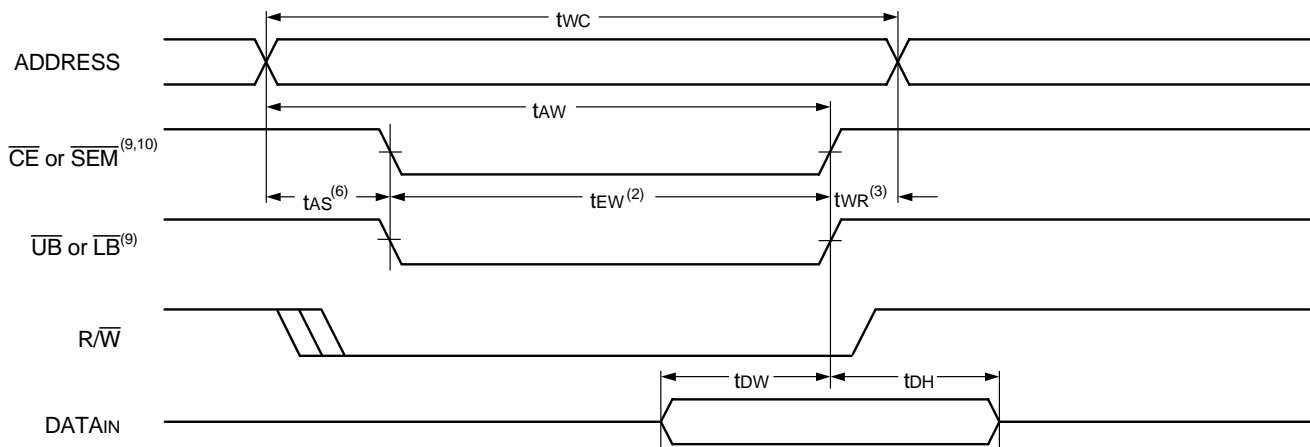 tWC
ADDRESS
tAW
CE or SEM(9,10)
tAS(6) tEW(2) tWR(3)
UB or LB(9)
R/W
tDW tDH
DATAIN